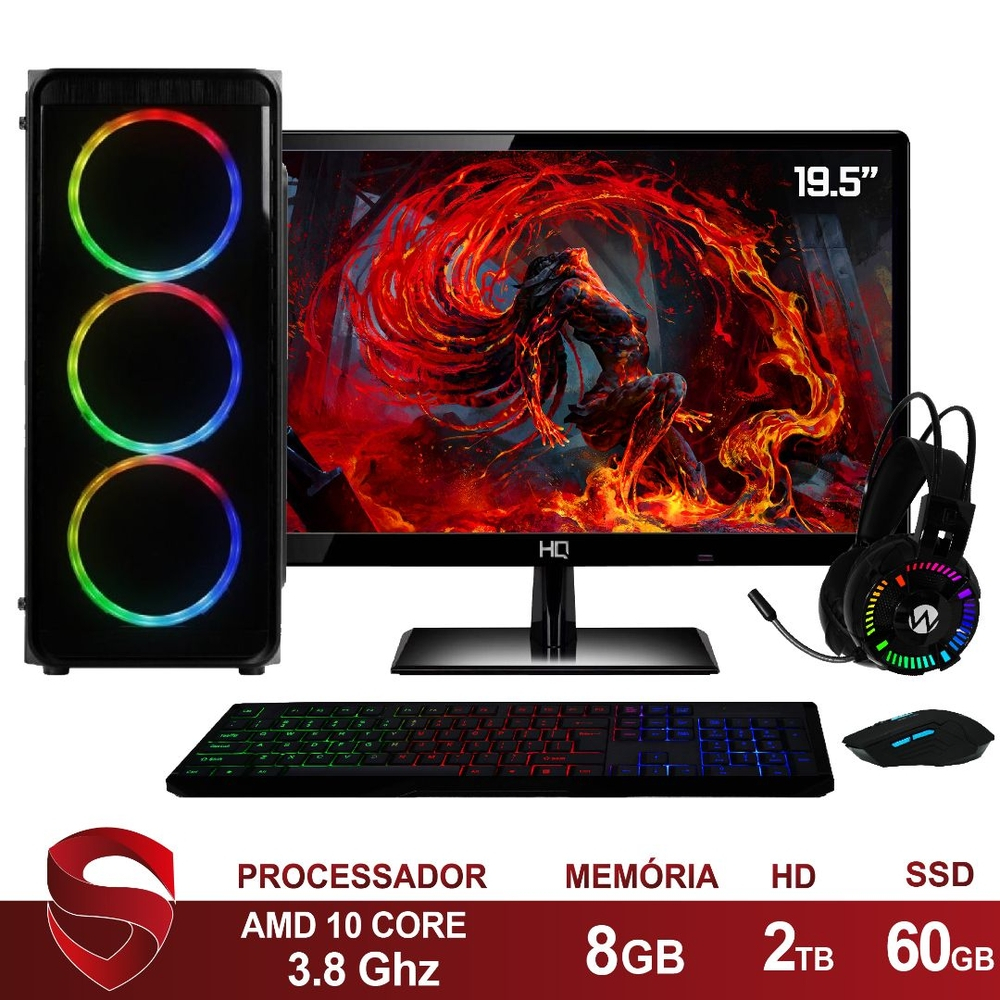 19.5”
HQ
PROCESSADOR
AMD 10 CORE
3.8 Ghz
MEMÓRIA
8GB
HD
2TB
SSD
60GB